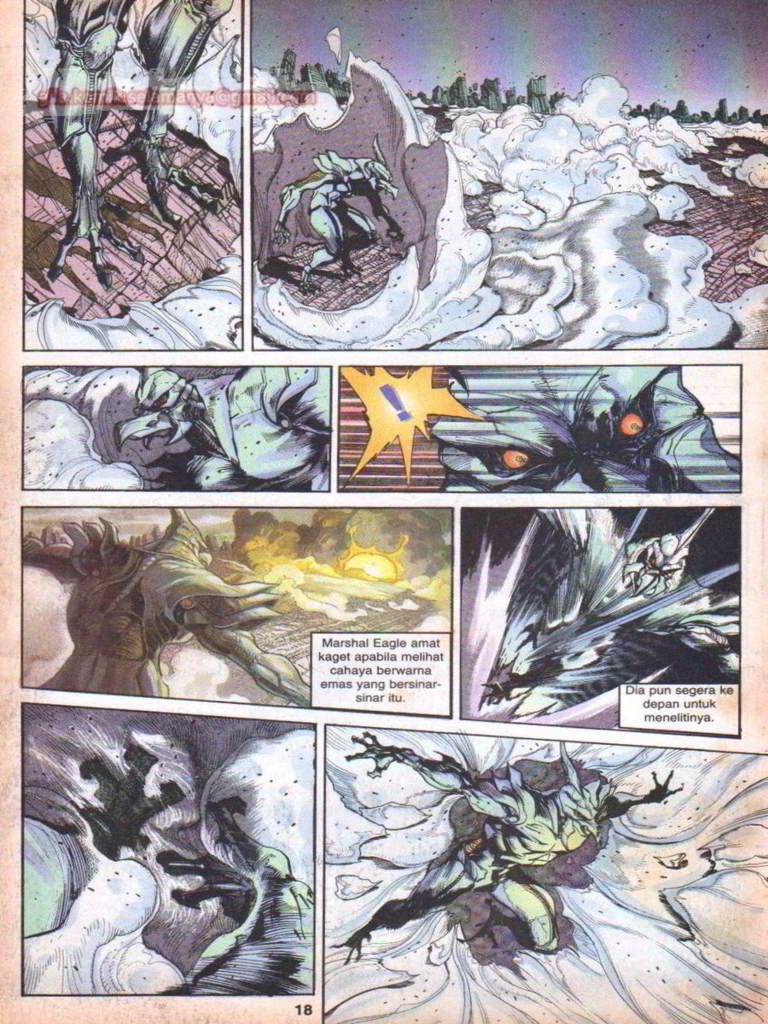 !
Marshal Eagle amat
kaget apabila melihat
cahaya berwarna
emas yang bersinar-
sinar itu.
Dia pun segera ke
depan untuk
menelitinya.
18